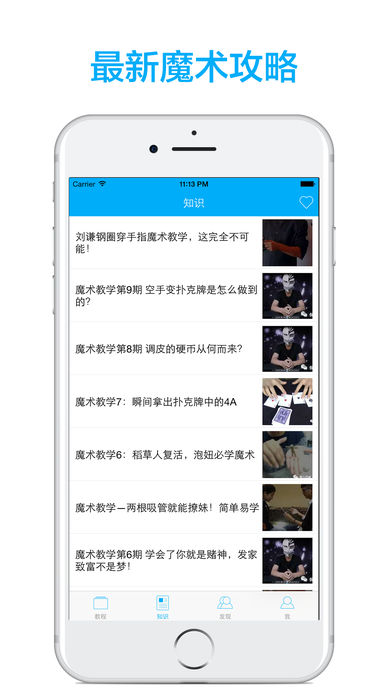 最新魔术攻略
Carrier 11:13 PM
知识
刘谦钢圈穿手指魔术教学，这完全不可
能！
魔术教学第9期 空手变扑克牌是怎么做到
的?
魔术教学第8期 调皮的硬币从何而来?
魔术教学7：瞬间拿出扑克牌中的4A
魔术教学6：稻草人复活，泡妞必学魔术
魔术教学—两根吸管就能撩妹！简单易学
魔术教学第6期 学会了你就是赌神，发家
致富不是梦！
教程 知识 发现 我